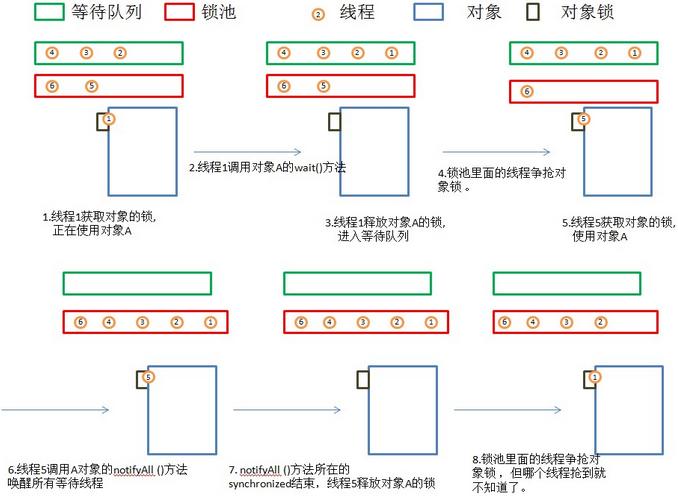 等待队列 锁池 ② 线程 对象 对象锁
④ ③ ② ④ ③ ② ① ④ ③ ② ①
⑥ ⑤ ⑥ ⑤ ⑥
① ⑤
2.线程1调用对象A的wait()方法
4.锁池里面的线程争抢对
象锁 。
1.线程1获取对象的锁,
正在使用对象A
3.线程1释放对象A的锁,
进入等待队列
5.线程5获取对象的锁,
使用对象A
⑥ ④ ③ ② ① ⑥ ④ ③ ② ① ⑥ ④ ③ ②
⑤ ①
6.线程5调用A对象的notifyAll ()方法
唤醒所有等待线程
7. notifyAll ()方法所在的
synchronized结束，线程5释放对象A的锁
8.锁池里面的线程争抢对
象锁 ，但哪个线程抢到就
不知道了。